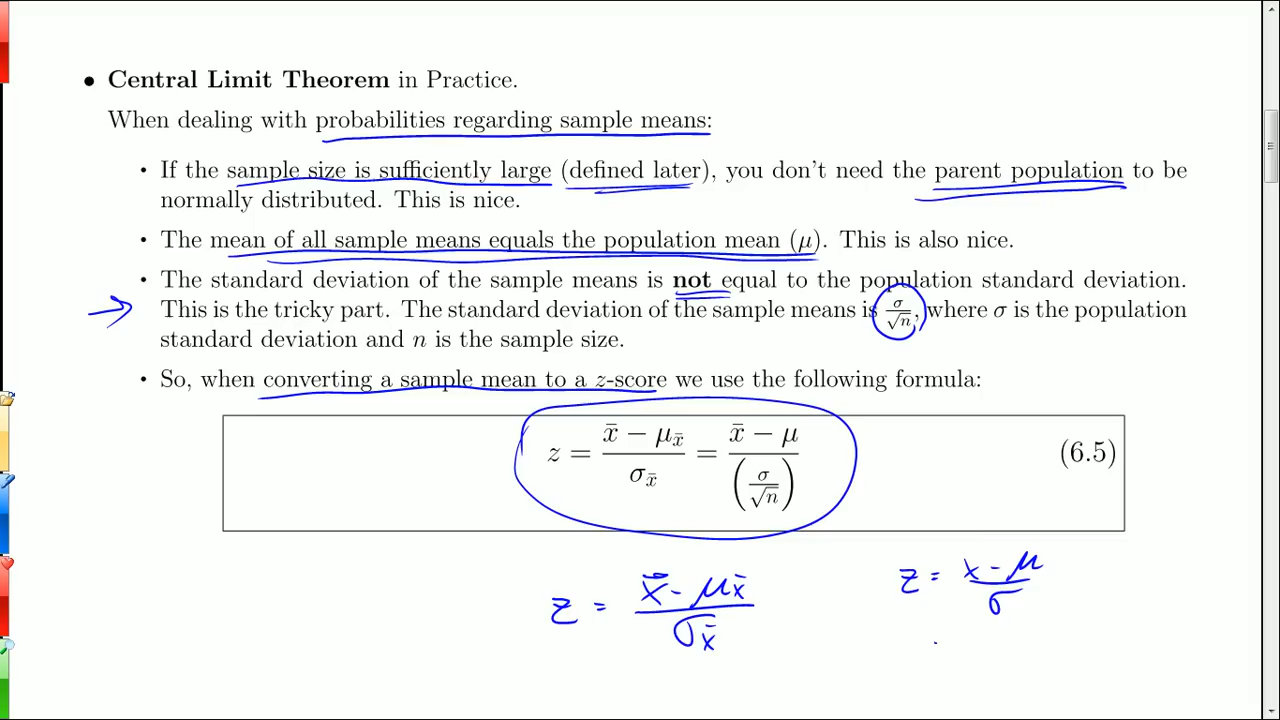 • Central Limit Theorem in Practice.
When dealing with probabilities regarding sample means:
· If the sample size is sufficiently large (defined later), you don't need the parent population to be
normally distributed. This is nice.
· The mean of all sample means equals the population mean (μ). This is also nice.
· The standard deviation of the sample means is not equal to the population standard deviation.
This is the tricky part. The standard deviation of the sample means is σ/√n, where σ is the population
standard deviation and n is the sample size.
· So, when converting a sample mean to a z-score we use the following formula:
z = (x̄ − μ_x̄)/σ_x̄ = (x̄ − μ)/(σ/√n) (6.5)
z = (x̄ - μ_x̄)/σ_x̄ z = (x - μ)/σ